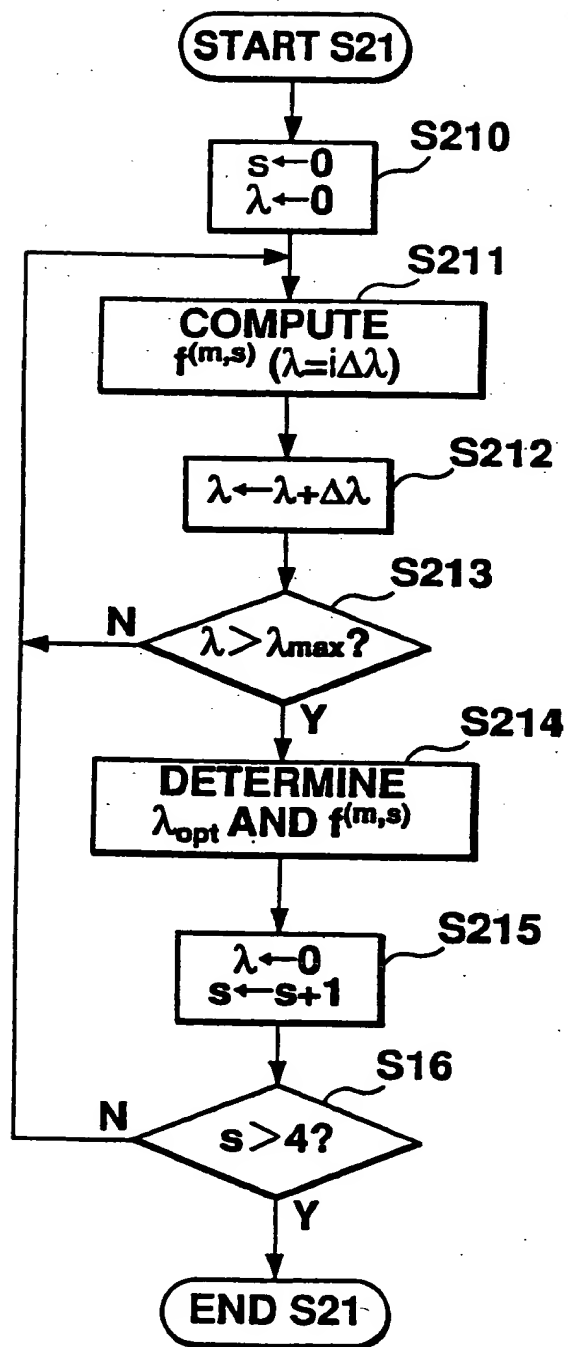 START S21
S210
s←0
λ←0
S211
COMPUTE
f(m,s) (λ=iΔλ)
S212
λ←λ+Δλ
S213
N
λ>λmax?
Y
S214
DETERMINE
λopt AND f(m,s)
S215
λ←0
s←s+1
S16
N
s>4?
Y
END S21